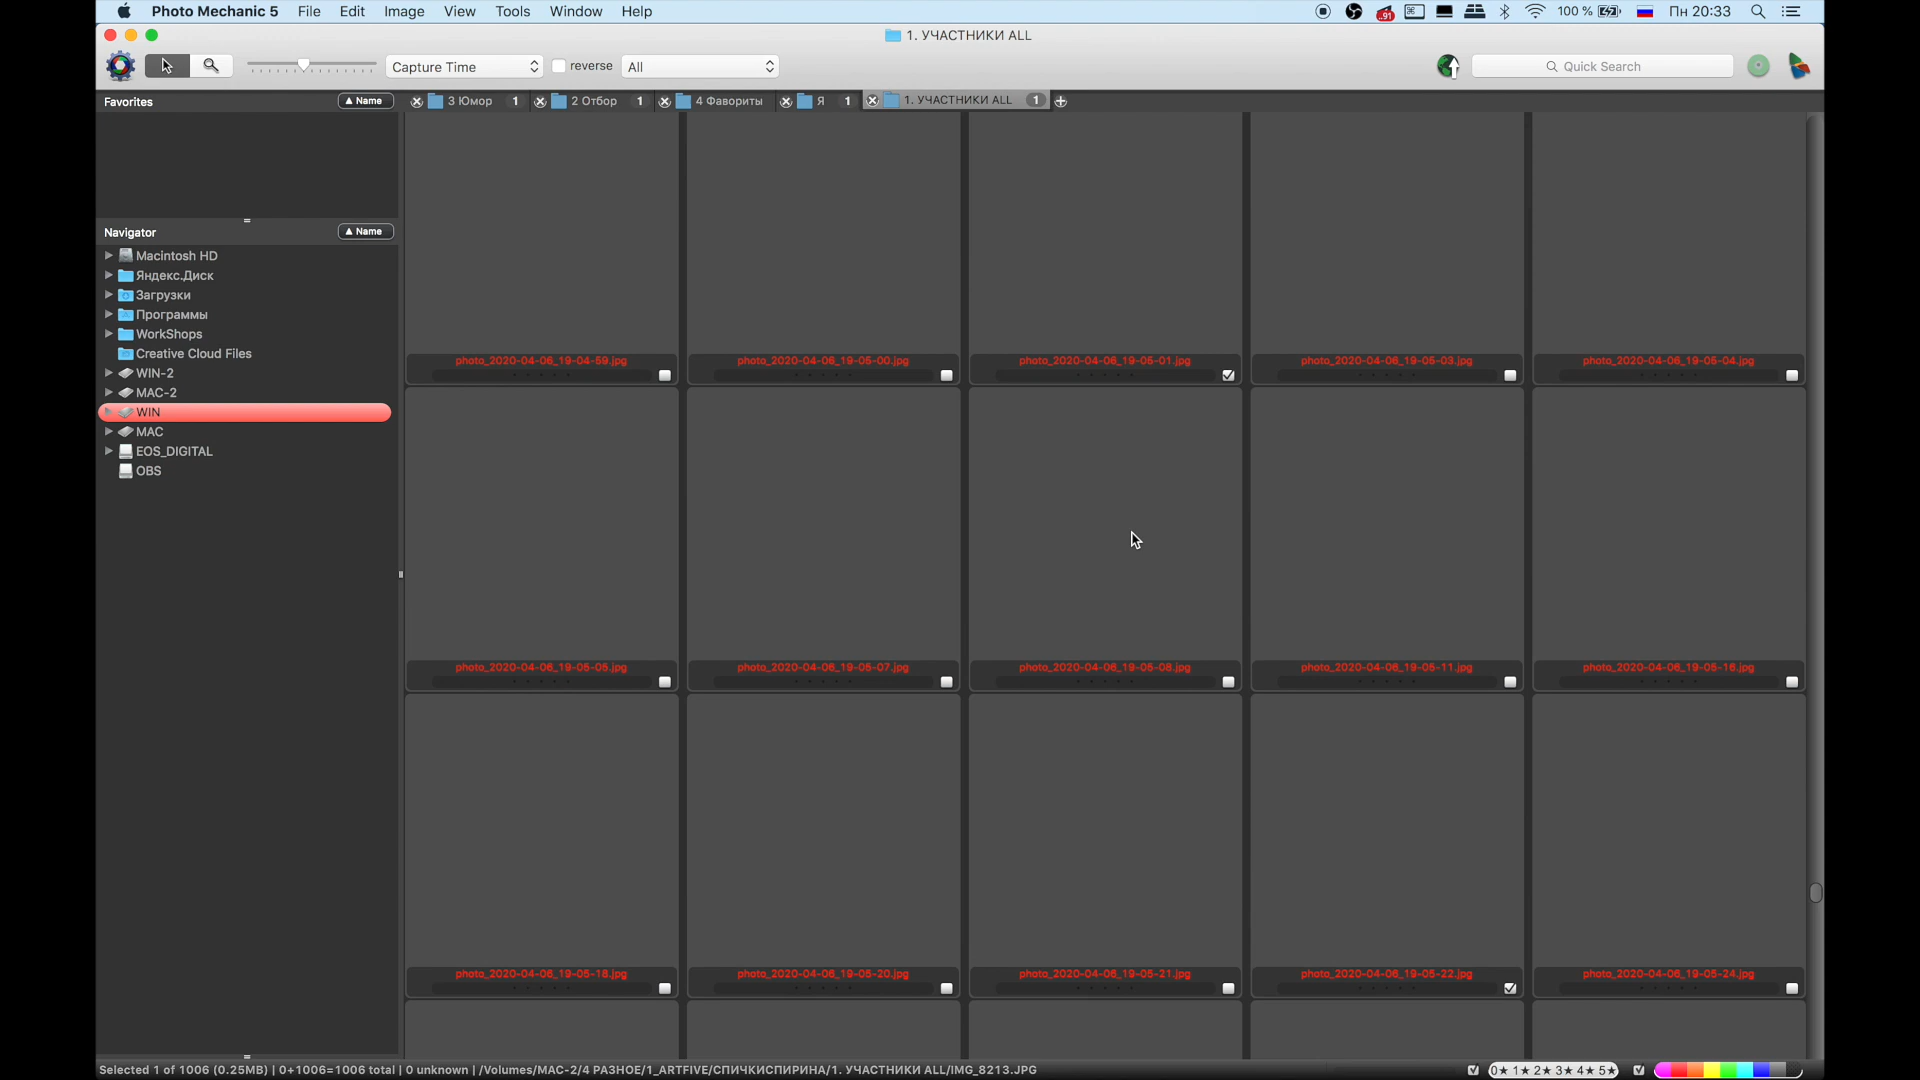 Photo Mechanic 5 File Edit Image View Tools Window Help
91 100 % Пн 20:33
1. УЧАСТНИКИ ALL
Capture Time reverse All Quick Search
Favorites Name
3 Юмор 1 2 Отбор 1 4 Фавориты Я 1 1. УЧАСТНИКИ ALL 1
Navigator Name
Macintosh HD
Яндекс.Диск
Загрузки
Программы
WorkShops
Creative Cloud Files
WIN-2
MAC-2
WIN
MAC
EOS_DIGITAL
OBS
photo_2020-04-06_19-04-59.jpg photo_2020-04-06_19-05-00.jpg photo_2020-04-06_19-05-01.jpg photo_2020-04-06_19-05-03.jpg photo_2020-04-06_19-05-04.jpg
photo_2020-04-06_19-05-05.jpg photo_2020-04-06_19-05-07.jpg photo_2020-04-06_19-05-08.jpg photo_2020-04-06_19-05-11.jpg photo_2020-04-06_19-05-16.jpg
photo_2020-04-06_19-05-18.jpg photo_2020-04-06_19-05-20.jpg photo_2020-04-06_19-05-21.jpg photo_2020-04-06_19-05-22.jpg photo_2020-04-06_19-05-24.jpg
Selected 1 of 1006 (0.25MB) | 0+1006=1006 total | 0 unknown | /Volumes/MAC-2/4 РАЗНОЕ/1_ARTFIVE/СПИЧКИСПИРИНА/1. УЧАСТНИКИ ALL/IMG_8213.JPG 0★ 1★ 2★ 3★ 4★ 5★